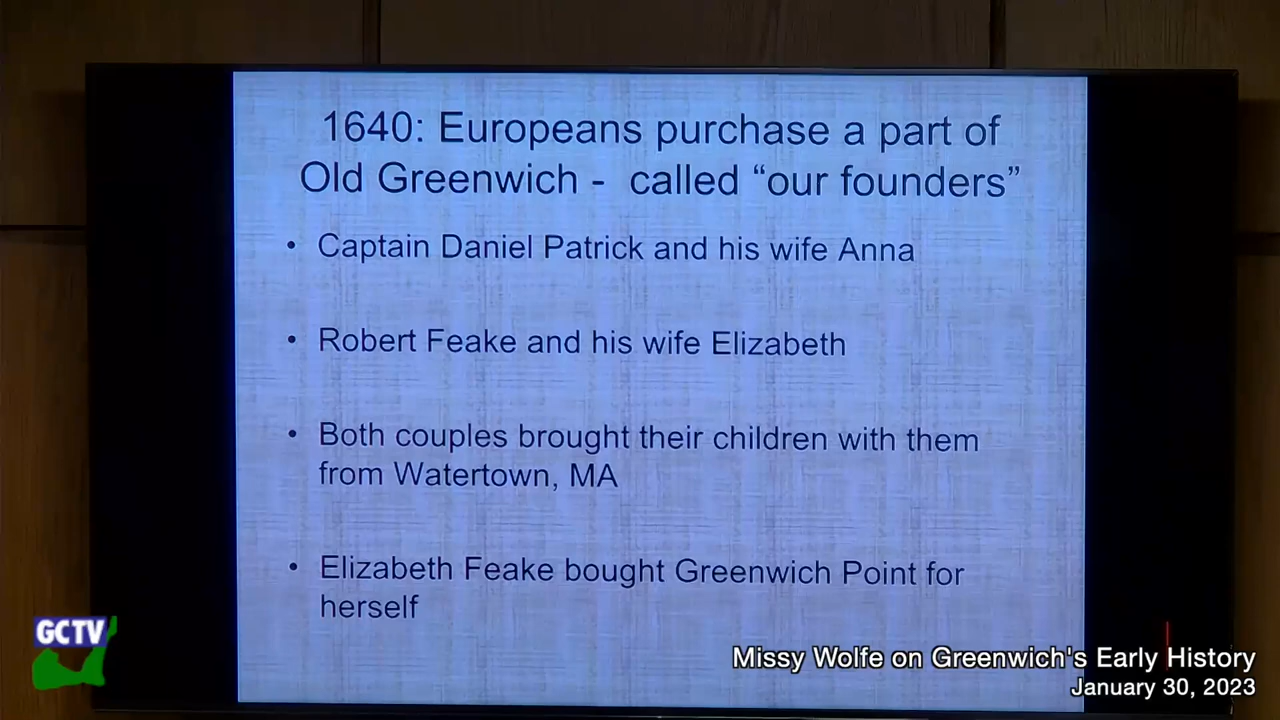 1640: Europeans purchase a part of
Old Greenwich - called “our founders”
• Captain Daniel Patrick and his wife Anna
• Robert Feake and his wife Elizabeth
• Both couples brought their children with them
from Watertown, MA
• Elizabeth Feake bought Greenwich Point for
herself
GCTV
Missy Wolfe on Greenwich's Early History
January 30, 2023